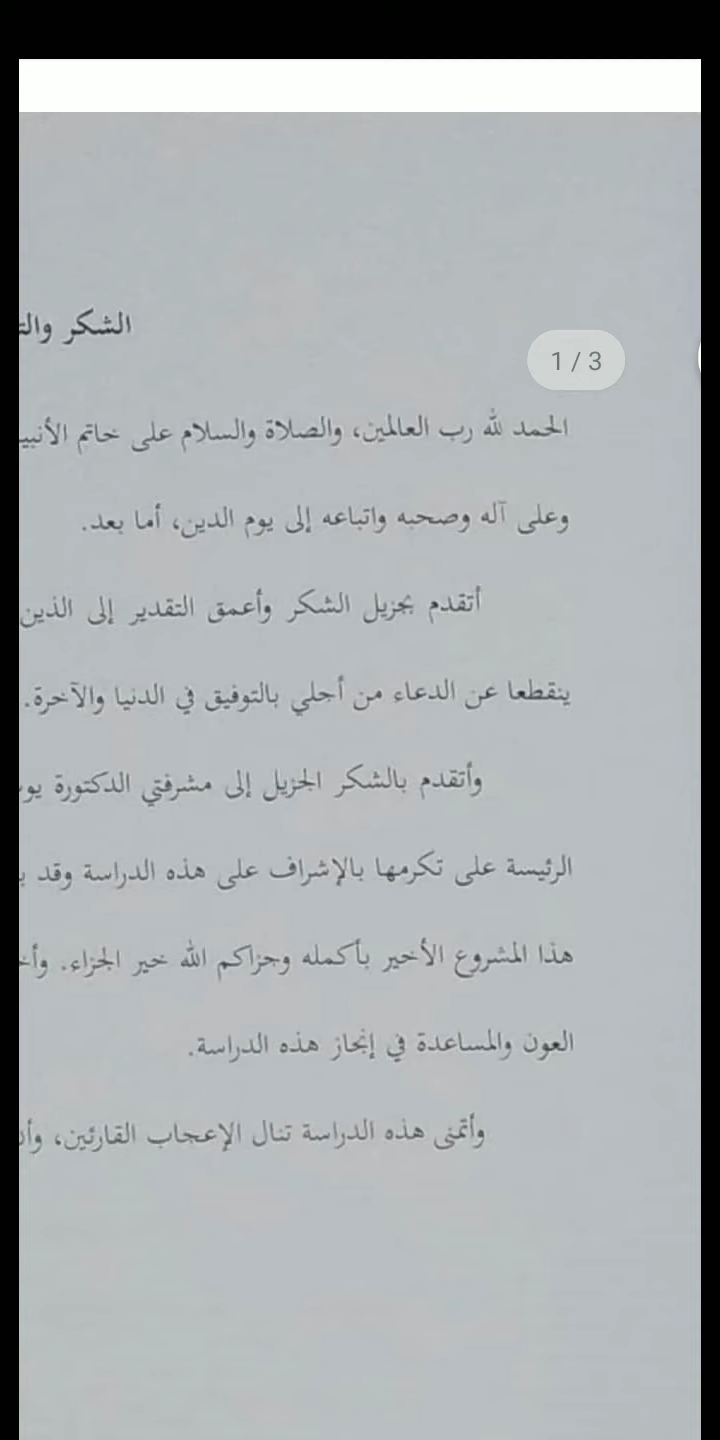 الشكر
1 / 3
الحمد لله رب العالمين، والصلاة والسلام على خاتم
وعلى آله وصحبه واتباعه إلى يوم الدين، أما بعد.
أتقدم بجزيل الشكر وأعمق التقدير إلى الذين
ينقطعا عن الدعاء من أجلي بالتوفيق في الدنيا والآخرة.
وأتقدم بالشكر الجزيل إلى مشرفتي الدكتورة
الرئيسة على تكرمها بالإشراف على هذه الدراسة وقد
هذا المشروع الأخير بأكمله وجزاكم الله خير الجزاء.
العون والمساعدة في إنجاز هذه الدراسة.
وأتمنى هذه الدراسة تنال الإعجاب القارئين،